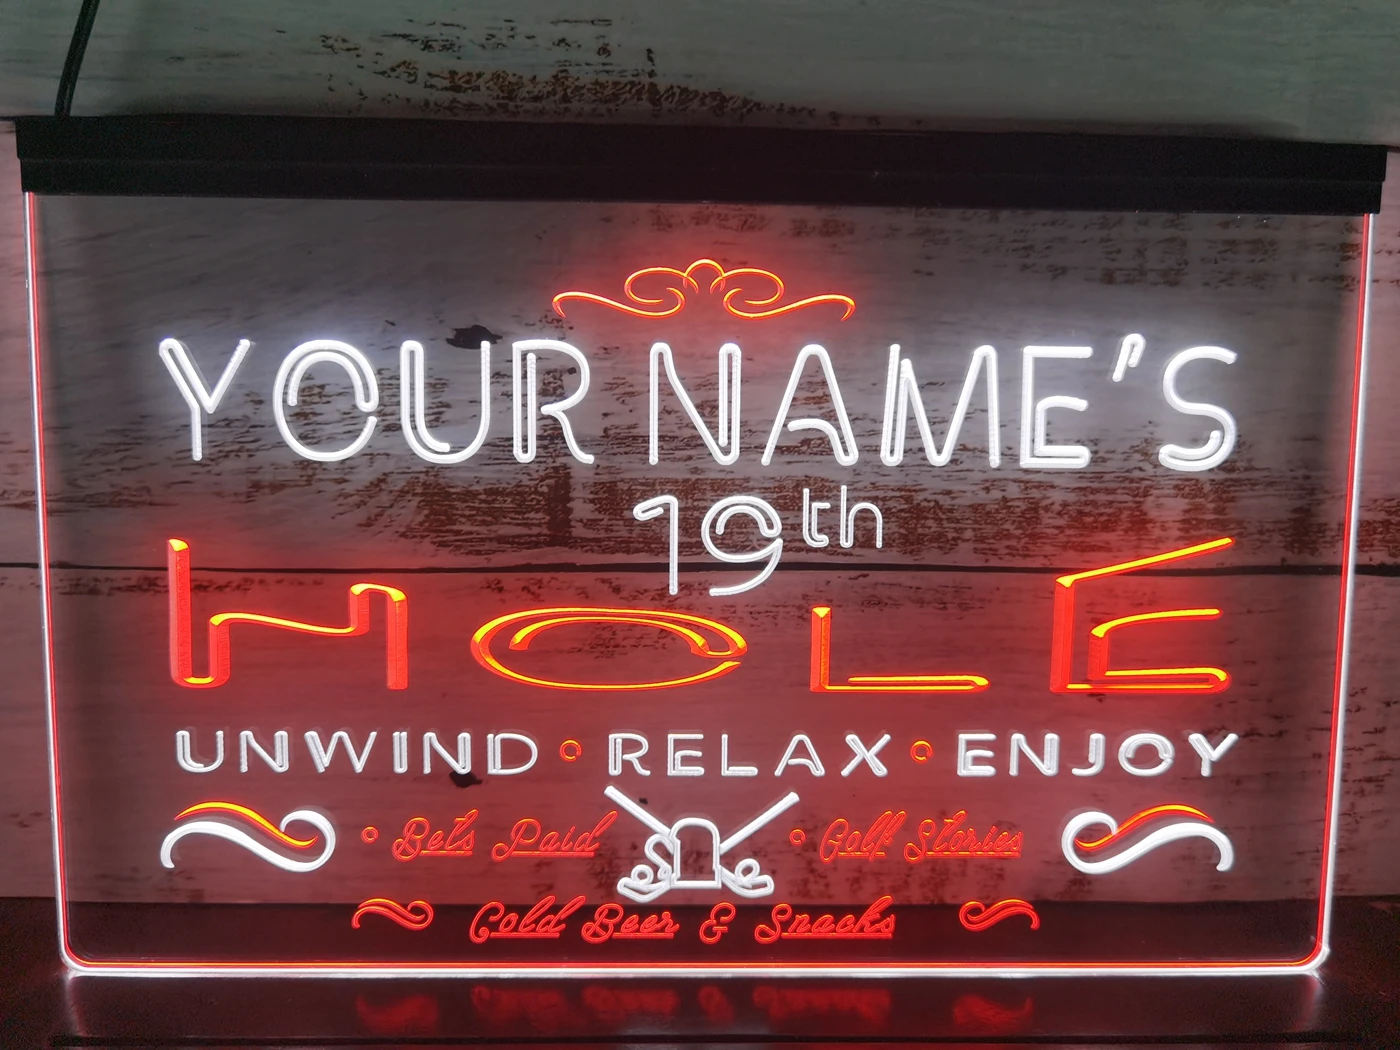 YOUR NAME'S
19th
HOLE
UNWIND • RELAX • ENJOY
• Bets Paid • Golf Stories
Cold Beer & Snacks